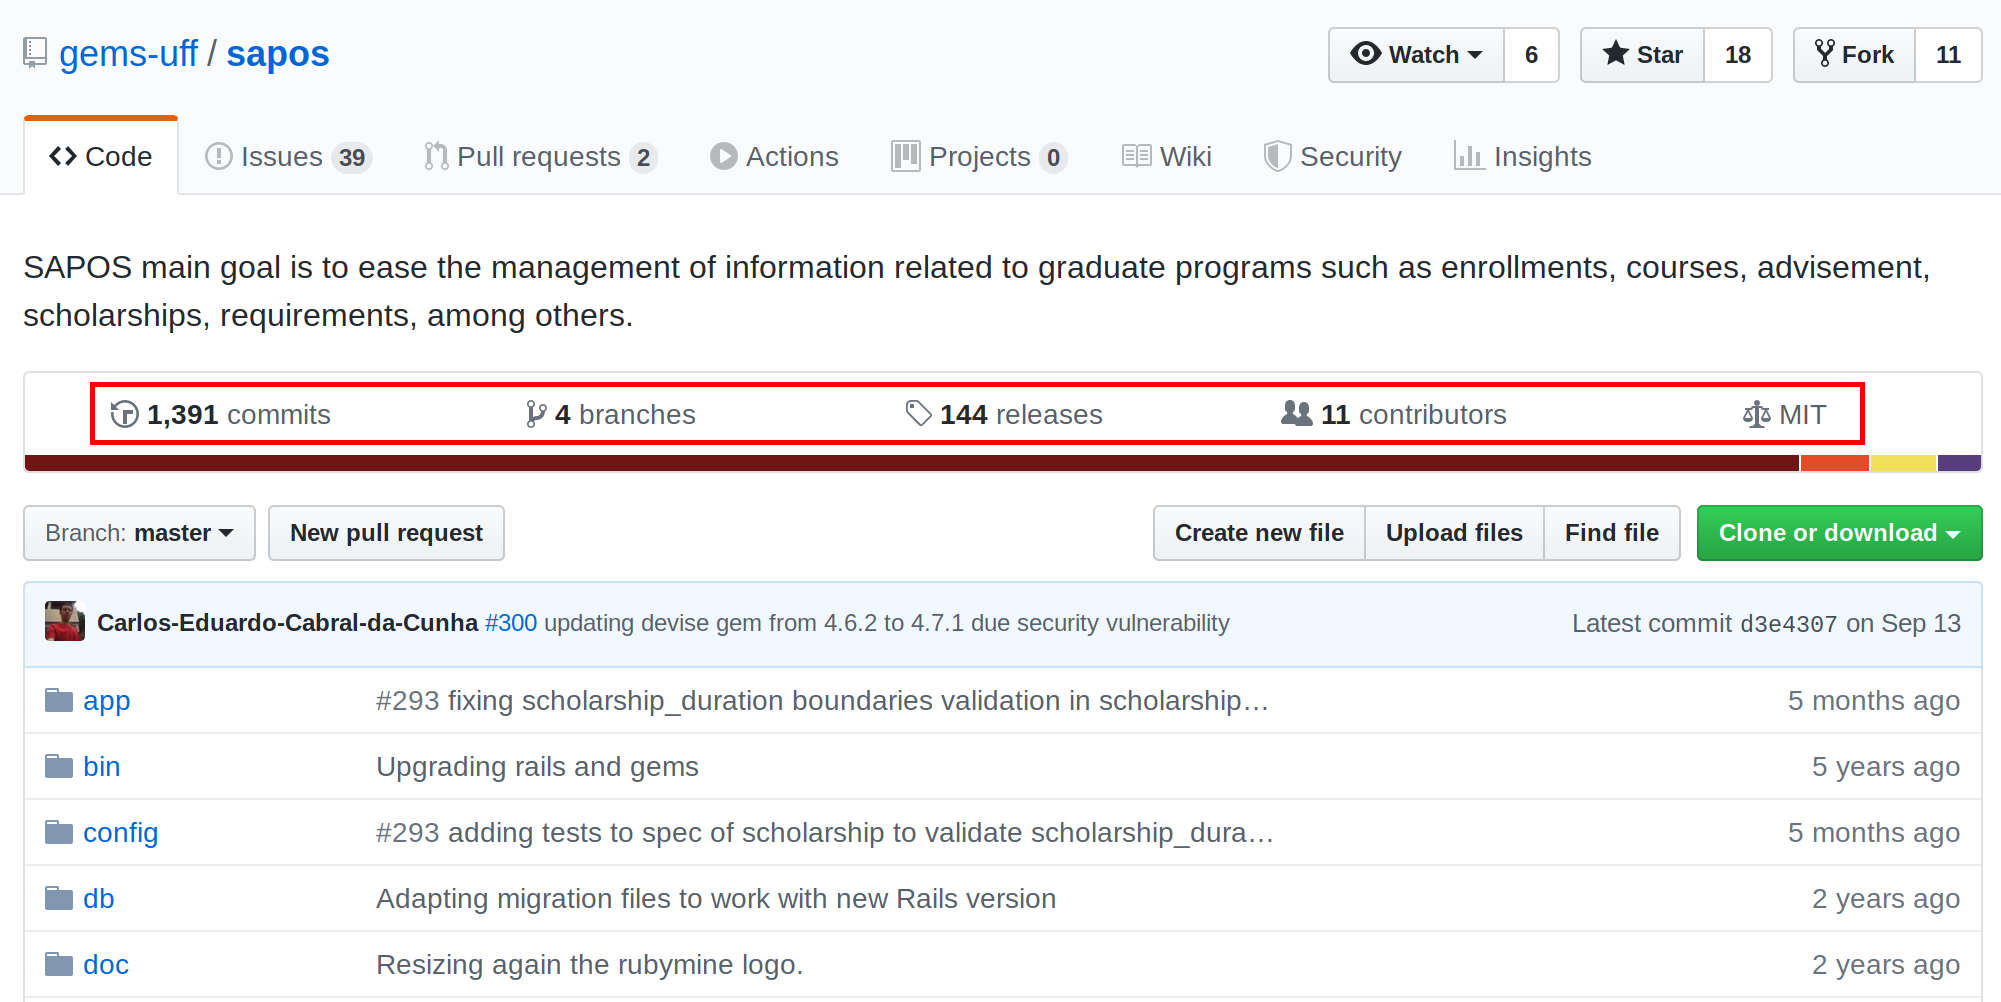 gems-uff / sapos
Watch 6 Star 18 Fork 11
Code Issues 39 Pull requests 2 Actions Projects 0 Wiki Security Insights
SAPOS main goal is to ease the management of information related to graduate programs such as enrollments, courses, advisement,
scholarships, requirements, among others.
1,391 commits 4 branches 144 releases 11 contributors MIT
Branch: master New pull request Create new file Upload files Find file Clone or download
Carlos-Eduardo-Cabral-da-Cunha #300 updating devise gem from 4.6.2 to 4.7.1 due security vulnerability Latest commit d3e4307 on Sep 13
app #293 fixing scholarship_duration boundaries validation in scholarship… 5 months ago
bin Upgrading rails and gems 5 years ago
config #293 adding tests to spec of scholarship to validate scholarship_dura… 5 months ago
db Adapting migration files to work with new Rails version 2 years ago
doc Resizing again the rubymine logo. 2 years ago